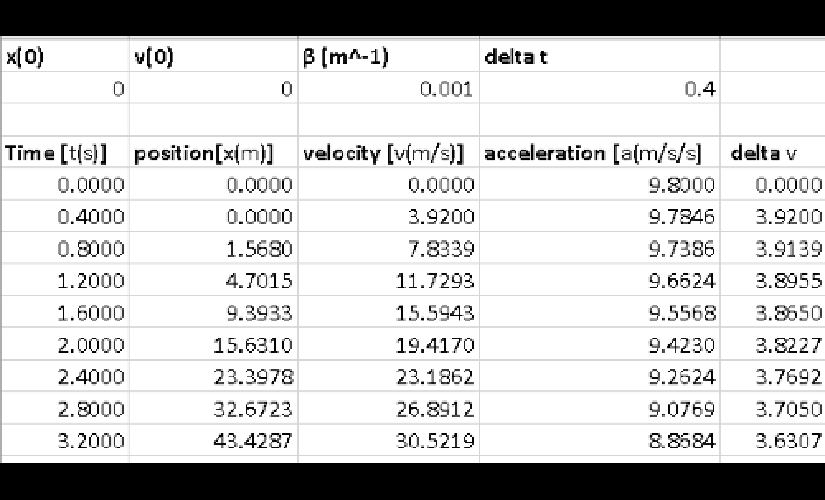 x(0) v(0) β (m^-1) delta t
0 0 0.001 0.4
Time [t(s)] position[x(m)] velocity [v(m/s)] acceleration [a(m/s/s] delta v
0.0000 0.0000 0.0000 9.8000 0.0000
0.4000 0.0000 3.9200 9.7846 3.9200
0.8000 1.5680 7.8339 9.7386 3.9139
1.2000 4.7015 11.7293 9.6624 3.8955
1.6000 9.3933 15.5943 9.5568 3.8650
2.0000 15.6310 19.4170 9.4230 3.8227
2.4000 23.3978 23.1862 9.2624 3.7692
2.8000 32.6723 26.8912 9.0769 3.7050
3.2000 43.4287 30.5219 8.8684 3.6307